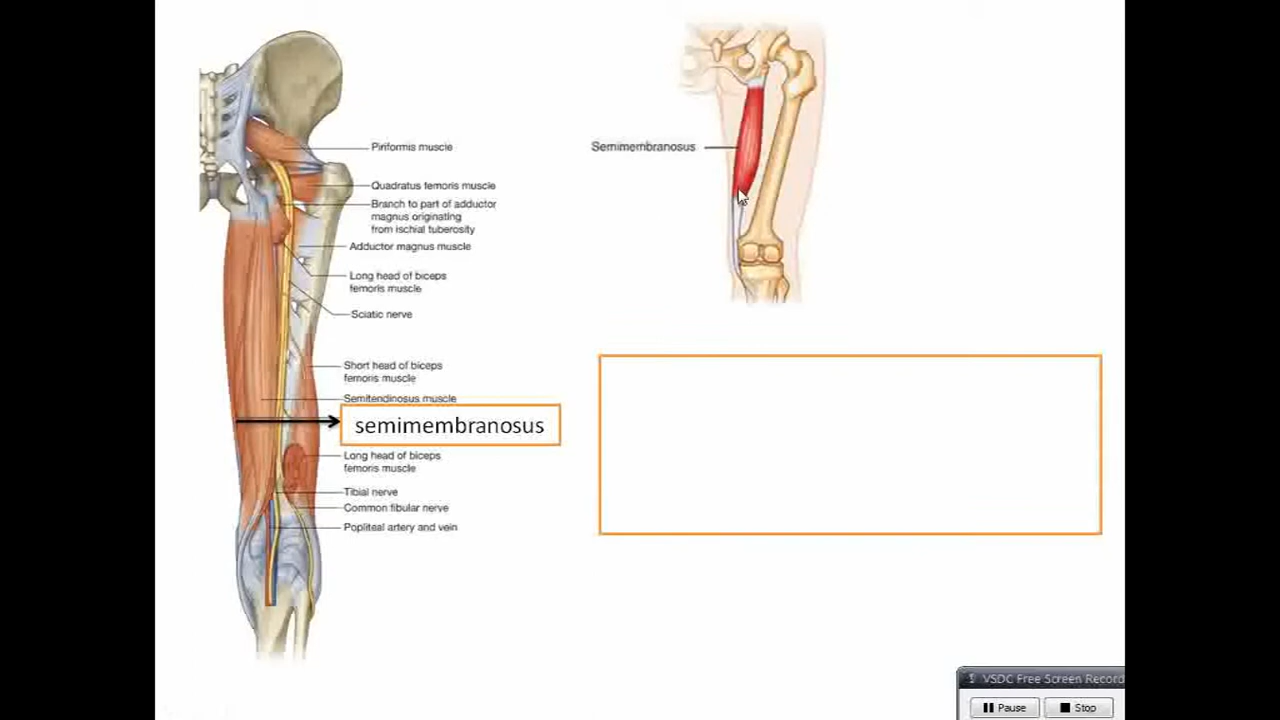 Piriformis muscle
Quadratus femoris muscle
Branch to part of adductor
magnus originating
from ischial tuberosity
Adductor magnus muscle
Long head of biceps
femoris muscle
Sciatic nerve
Short head of biceps
femoris muscle
Semitendinosus muscle
semimembranosus
Long head of biceps
femoris muscle
Tibial nerve
Common fibular nerve
Popliteal artery and vein
Semimembranosus
VSDC Free Screen Record
Pause
Stop